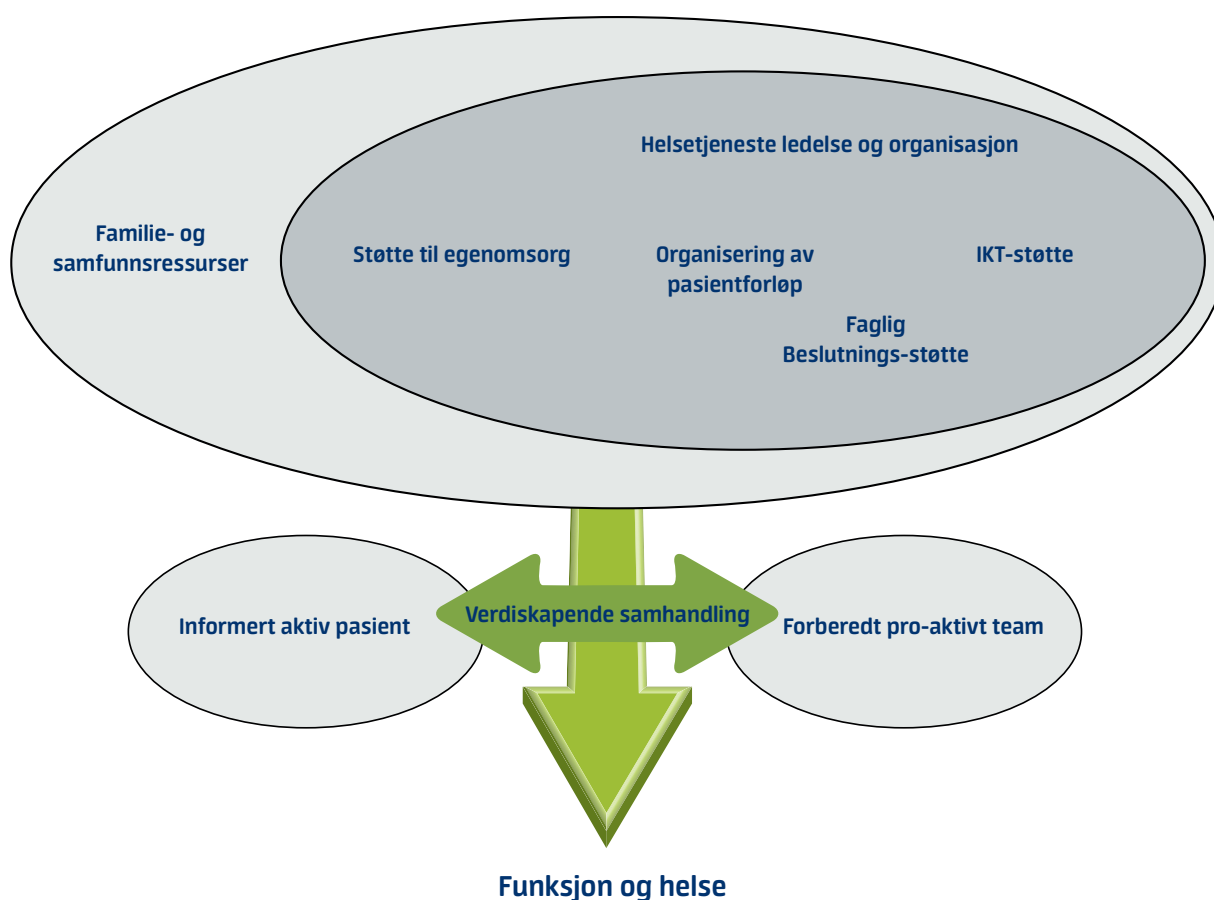 Helsetjeneste ledelse og organisasjon
Familie- og
samfunnsressurser
Støtte til egenomsorg
Organisering av
pasientforløp
IKT-støtte
Faglig
Beslutnings-støtte
Informert aktiv pasient
Verdiskapende samhandling
Forberedt pro-aktivt team
Funksjon og helse